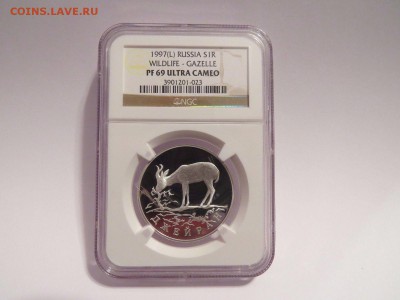 COINS.LAVE.RU
1997(L) RUSSIA S1R
WILDLIFE - GAZELLE
PF 69 ULTRA CAMEO
3901201-023
NGC
ДЖЕЙРАН